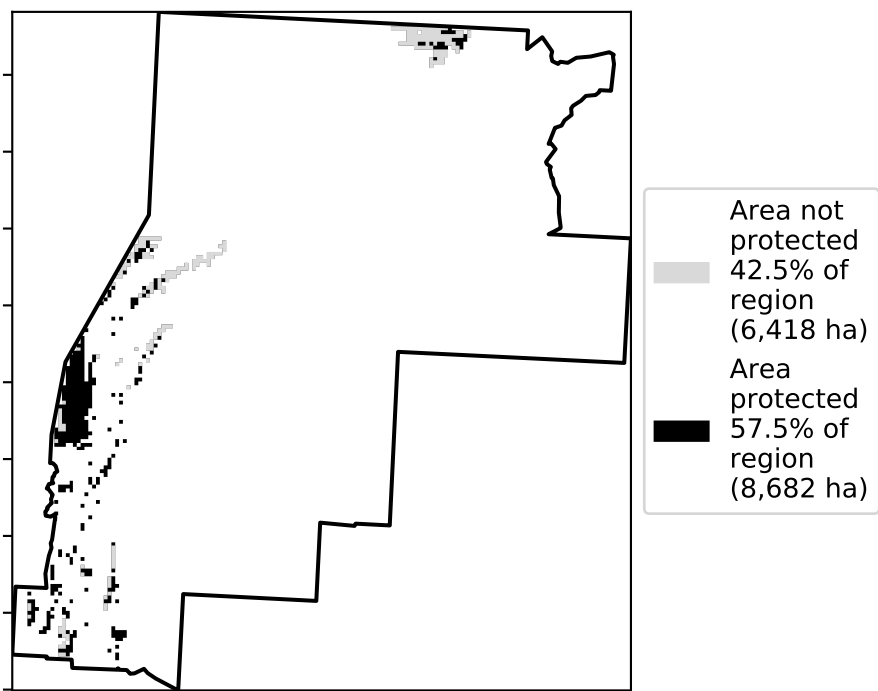 Area not
protected
42.5% of
region
(6,418 ha)
Area
protected
57.5% of
region
(8,682 ha)